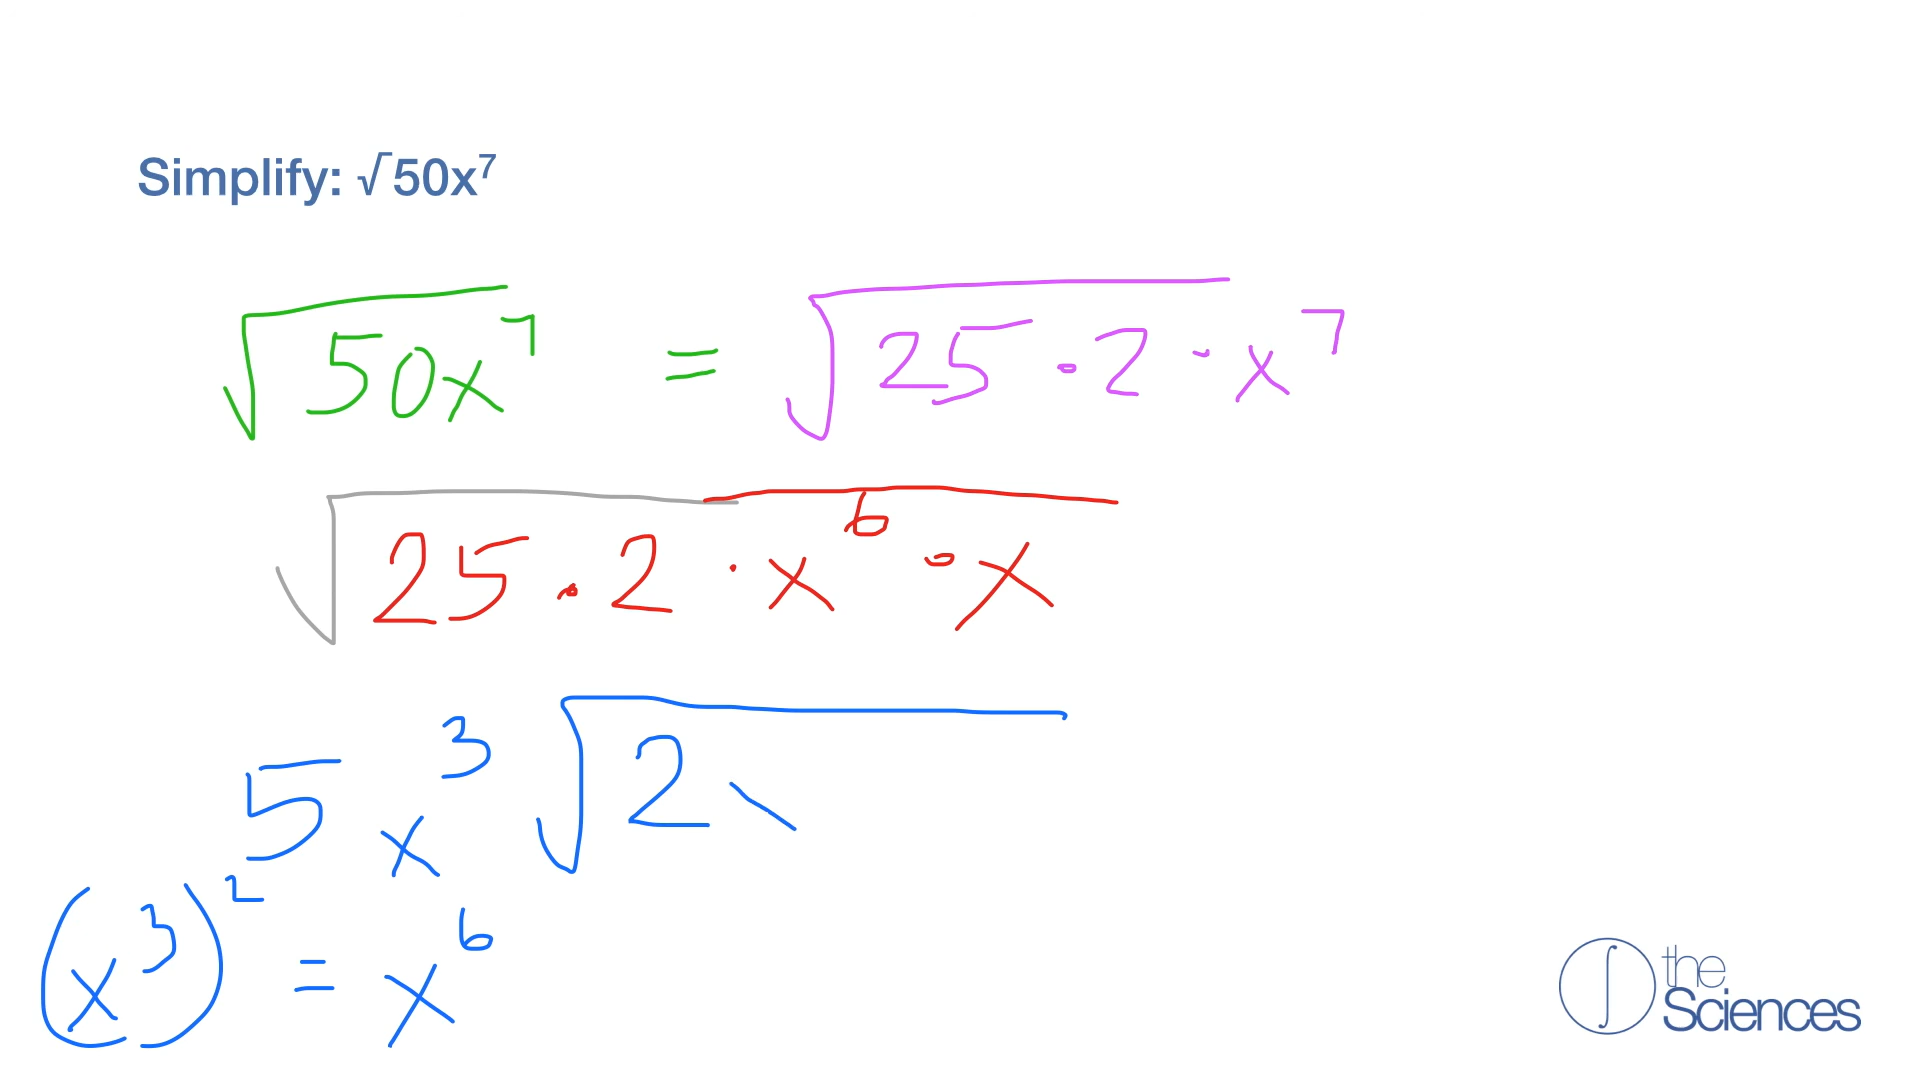 Simplify: √50x⁷
√50x⁷ = √25·2·x⁷
√25·2·x⁶·x
5x³√2\
(x³)² = x⁶
∫ the
Sciences